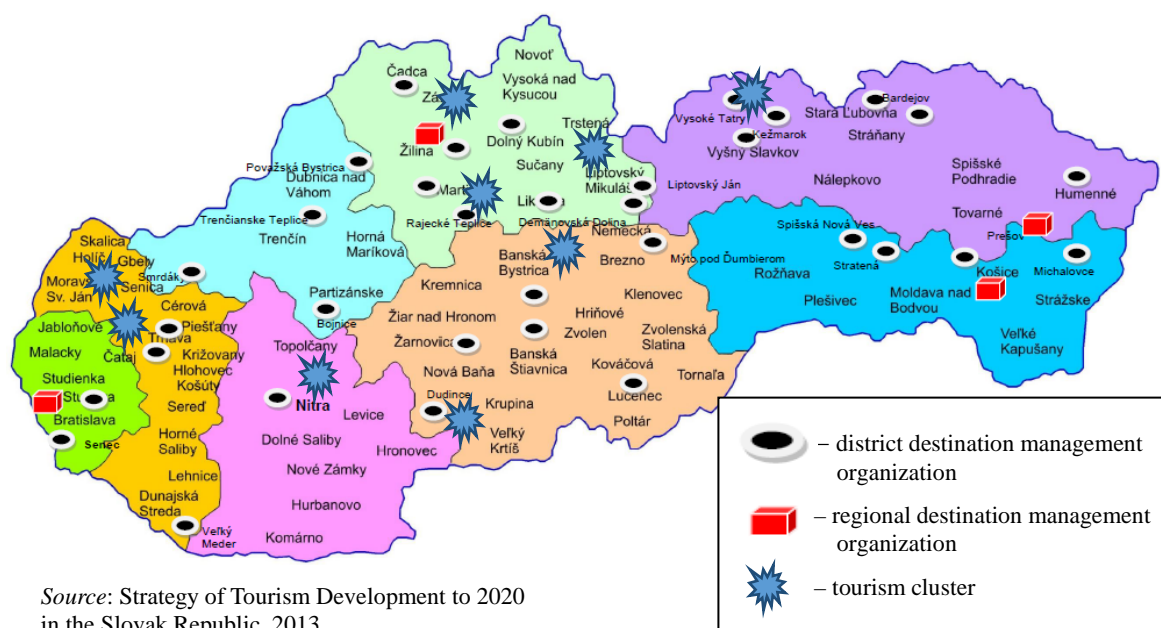 Novoť
Čadca
Vysoká nad
Kysucou
Zá
Trstená
Dolný Kubín
Žilina
Sučany
Liptovský
Mikuláš
Mart
Rajecké Teplice
Demänovská Dolina
Považská Bystrica
Dubnica nad
Váhom
Trenčianske Teplice
Trenčín
Horná
Maríková
Partizánske
Bojnice
Vysoké Tatry
Kežmarok
Vyšný Slavkov
Stará Ľubovňa
Bardejov
Stráňany
Liptovský Ján
Nálepkovo
Spišské
Podhradie
Humenné
Tovarné
Prešov
Spišská Nová Ves
Stratená
Mýto pod Ďumbierom
Rožňava
Plešivec
Košice
Moldava nad
Bodvou
Michalovce
Strážske
Veľké
Kapušany
Nemecká
Banská
Bystrica
Brezno
Kremnica
Klenovec
Hriňové
Žiar nad Hronom
Zvolen
Zvolenská
Slatina
Žarnovica
Banská
Štiavnica
Nová Baňa
Kováčová
Tornaľa
Lučenec
Dudince
Krupina
Poltár
Veľký
Krtíš
Skalica
Holíč
Gbely
Smrdáky
Senica
Morav
Sv. Ján
Cérová
Jabloňové
Piešťany
Trnava
Malacky
Čataj
Križovany
Hlohovec
Košúty
Studienka
Sereď
Bratislava
Senec
Horné
Saliby
Lehnice
Dunajská
Streda
Veľký
Meder
Topoľčany
Nitra
Levice
Dolné Saliby
Hronovec
Nové Zámky
Hurbanovo
Komárno
– district destination management
organization
– regional destination management
organization
– tourism cluster
Source: Strategy of Tourism Development to 2020
in the Slovak Republic, 2013